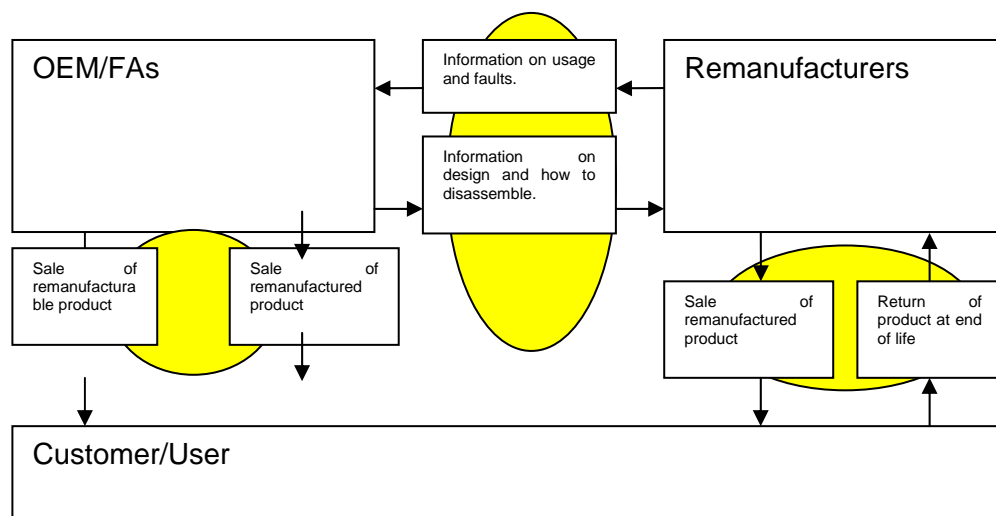 OEM/FAs
Information on usage
and faults.
Remanufacturers
Information on
design and how to
disassemble.
Sale of
remanufactura
ble product
Sale of
remanufactured
product
Sale of
remanufactured
product
Return of
product at end
of life
Customer/User